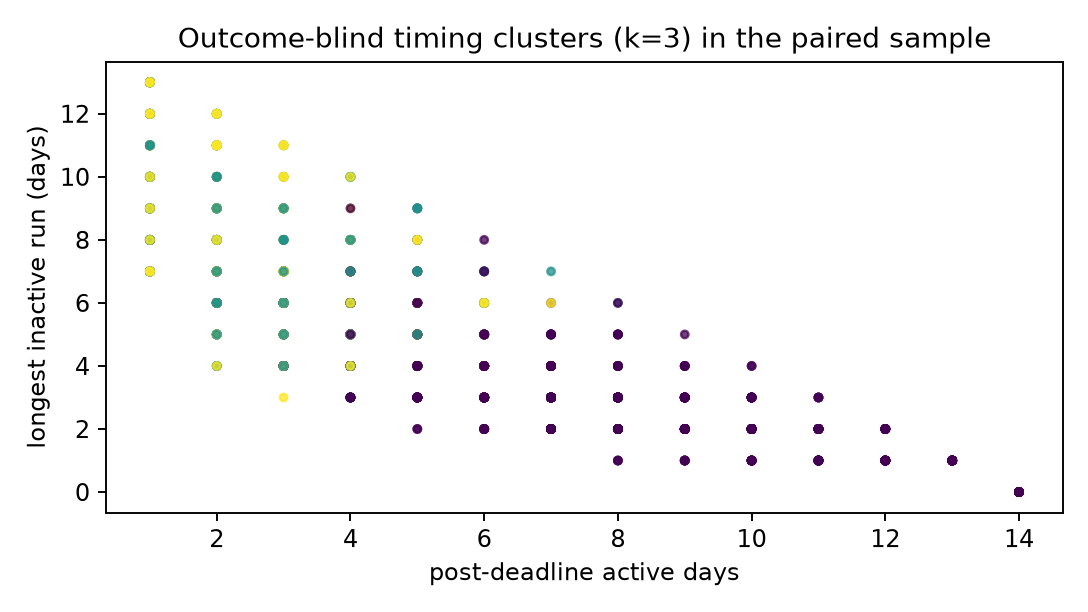 Outcome-blind timing clusters (k=3) in the paired sample
longest inactive run (days)
12
10
8
6
4
2
0
2 4 6 8 10 12 14
post-deadline active days